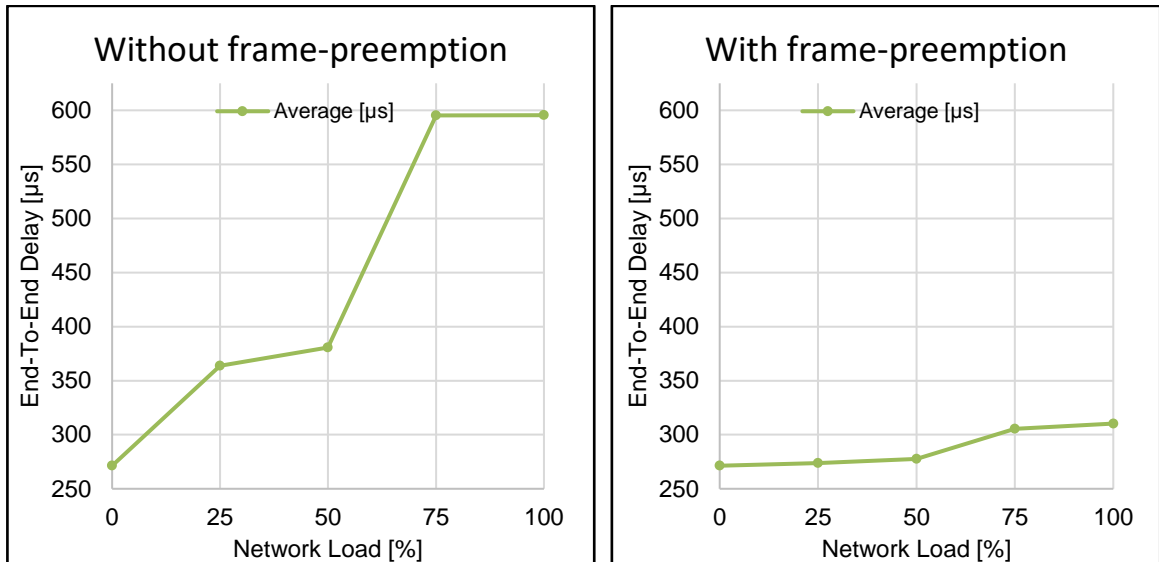 Without frame-preemption
Average [µs]
600
550
500
450
400
350
300
250
End-To-End Delay [µs]
0 25 50 75 100
Network Load [%]
With frame-preemption
Average [µs]
600
550
500
450
400
350
300
250
End-To-End Delay [µs]
0 25 50 75 100
Network Load [%]